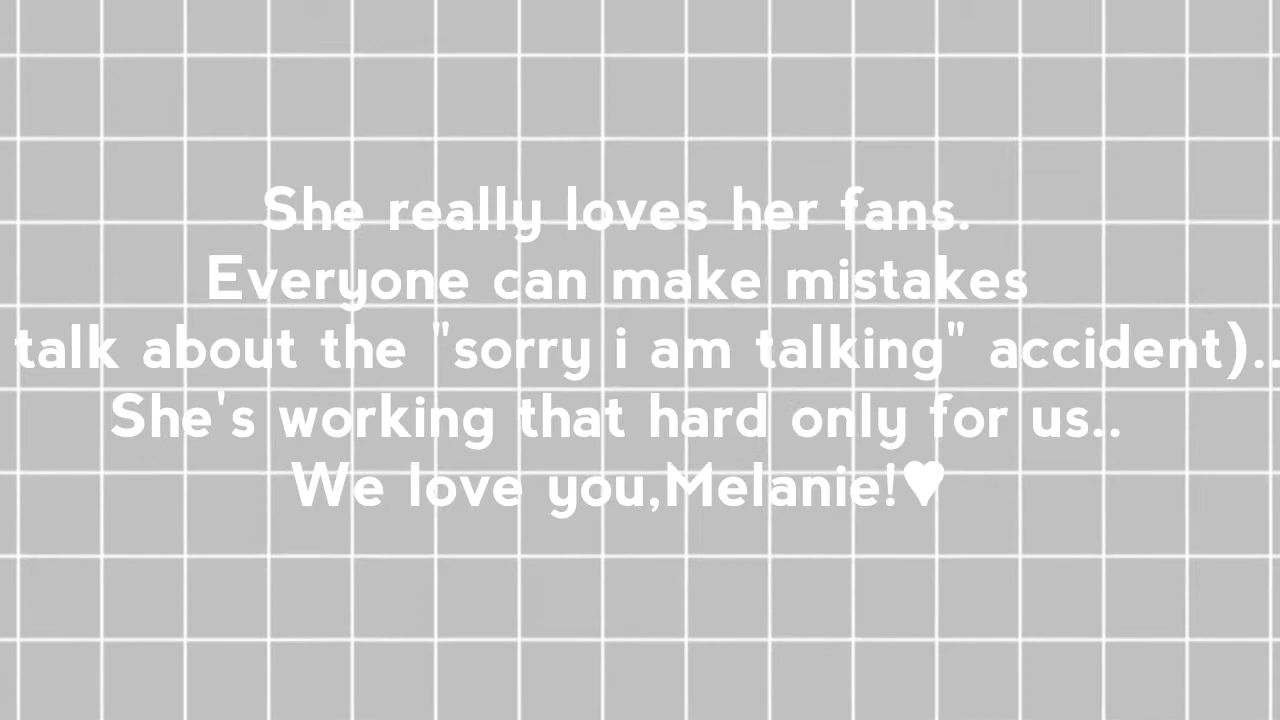 She really loves her fans.
Everyone can make mistakes
talk about the "sorry i am talking" accident)..
She's working that hard only for us..
We love you,Melanie!♥